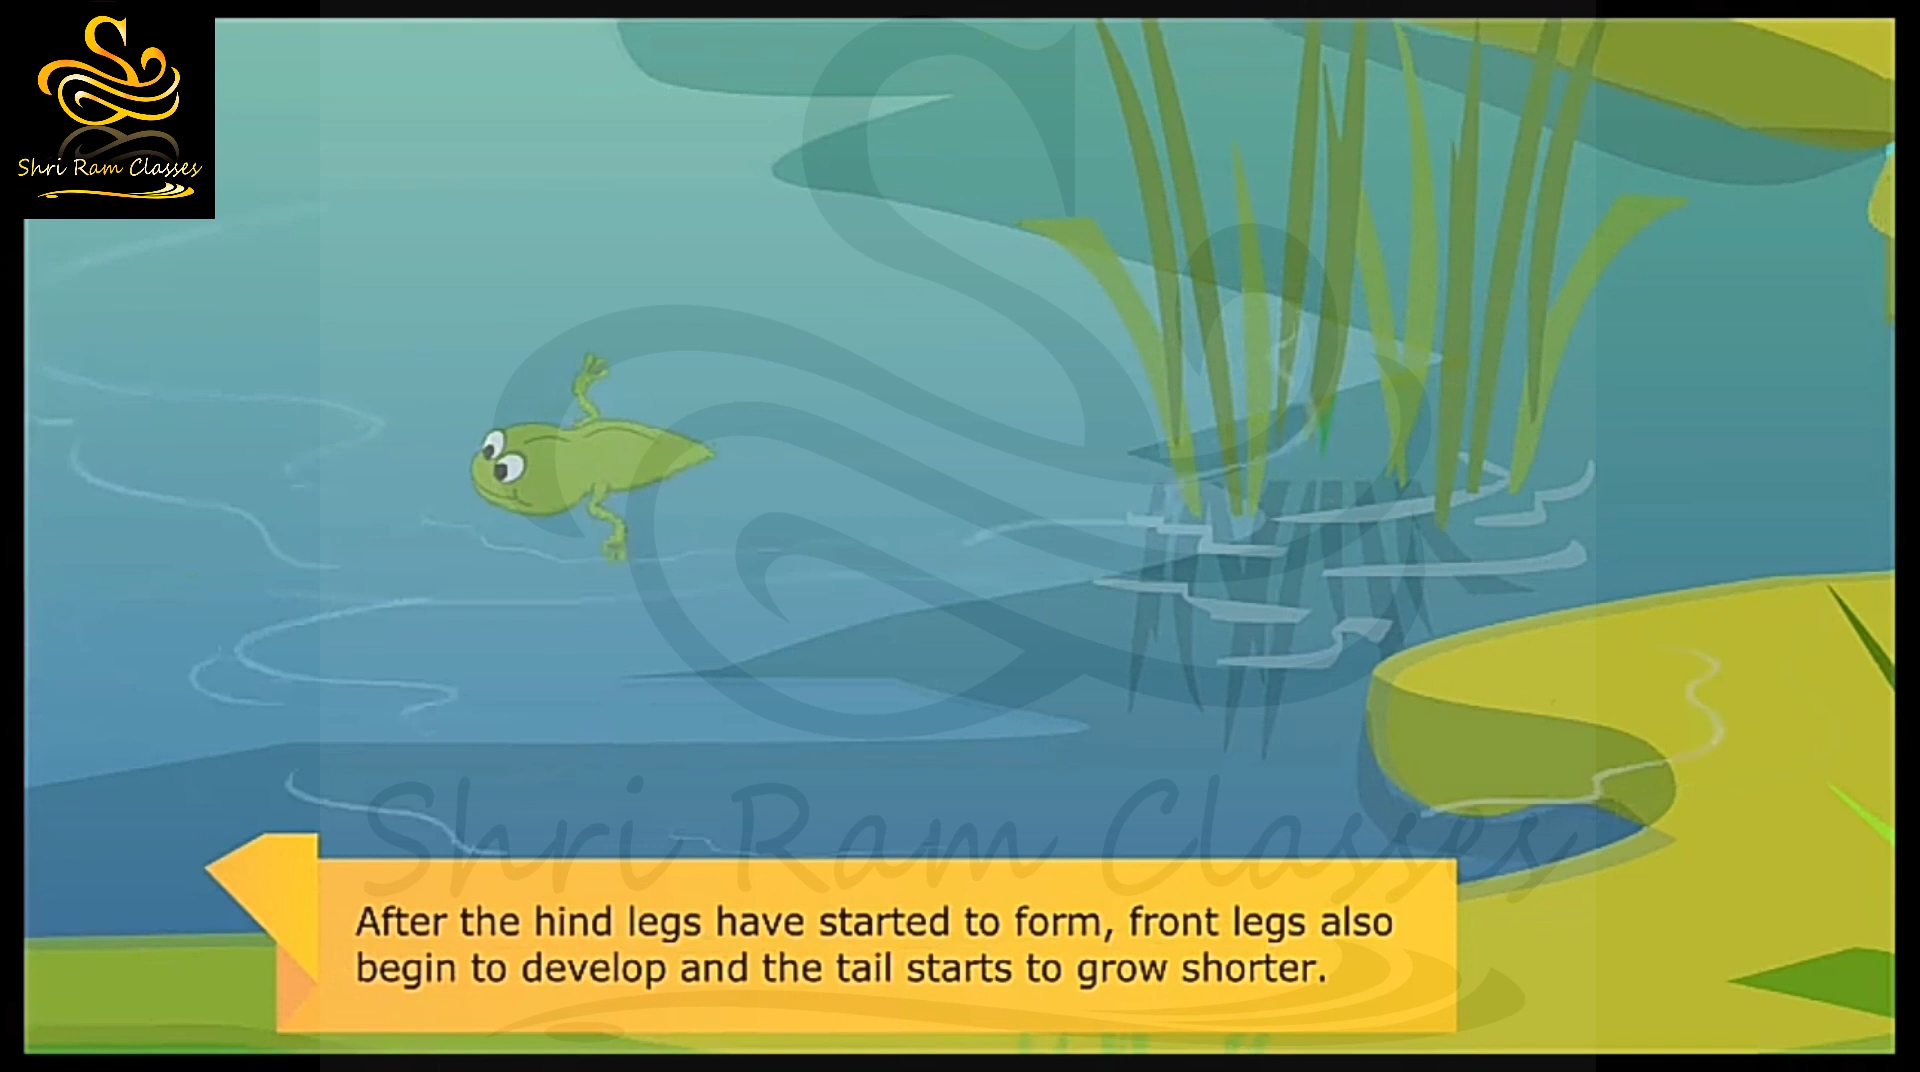 Shri Ram Classes
Shri Ram Classes
After the hind legs have started to form, front legs also
begin to develop and the tail starts to grow shorter.